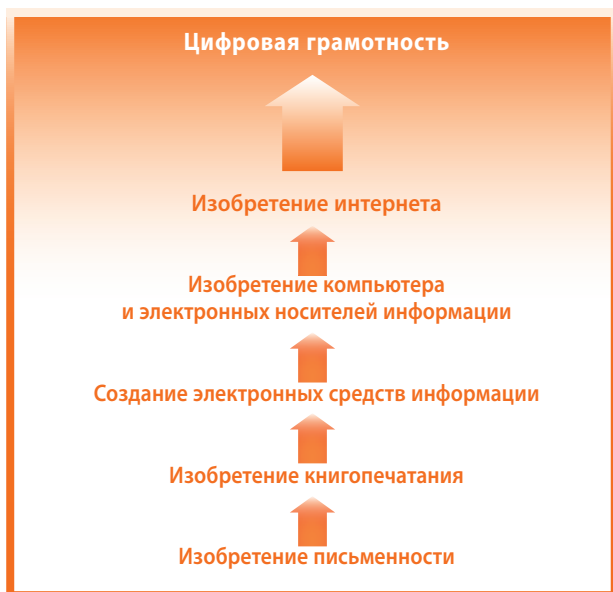 Цифровая грамотность
Изобретение интернета
Изобретение компьютера
и электронных носителей информации
Создание электронных средств информации
Изобретение книгопечатания
Изобретение письменности